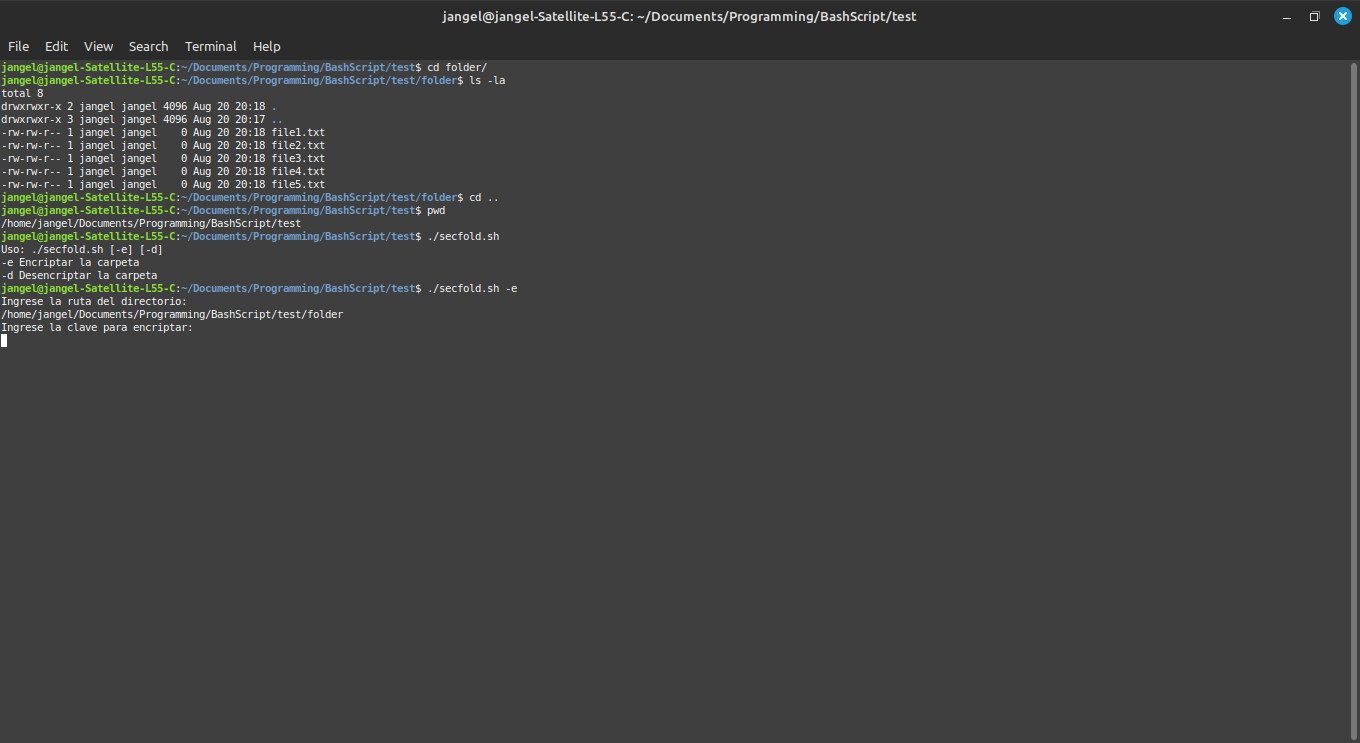 jangel@jangel-Satellite-L55-C: ~/Documents/Programming/BashScript/test
File Edit View Search Terminal Help
jangel@jangel-Satellite-L55-C:~/Documents/Programming/BashScript/test$ cd folder/
jangel@jangel-Satellite-L55-C:~/Documents/Programming/BashScript/test/folder$ ls -la
total 8
drwxrwxr-x 2 jangel jangel 4096 Aug 20 20:18 .
drwxrwxr-x 3 jangel jangel 4096 Aug 20 20:17 ..
-rw-rw-r-- 1 jangel jangel    0 Aug 20 20:18 file1.txt
-rw-rw-r-- 1 jangel jangel    0 Aug 20 20:18 file2.txt
-rw-rw-r-- 1 jangel jangel    0 Aug 20 20:18 file3.txt
-rw-rw-r-- 1 jangel jangel    0 Aug 20 20:18 file4.txt
-rw-rw-r-- 1 jangel jangel    0 Aug 20 20:18 file5.txt
jangel@jangel-Satellite-L55-C:~/Documents/Programming/BashScript/test/folder$ cd ..
jangel@jangel-Satellite-L55-C:~/Documents/Programming/BashScript/test$ pwd
/home/jangel/Documents/Programming/BashScript/test
jangel@jangel-Satellite-L55-C:~/Documents/Programming/BashScript/test$ ./secfold.sh
Uso: ./secfold.sh [-e] [-d]
-e Encriptar la carpeta
-d Desencriptar la carpeta
jangel@jangel-Satellite-L55-C:~/Documents/Programming/BashScript/test$ ./secfold.sh -e
Ingrese la ruta del directorio:
/home/jangel/Documents/Programming/BashScript/test/folder
Ingrese la clave para encriptar: